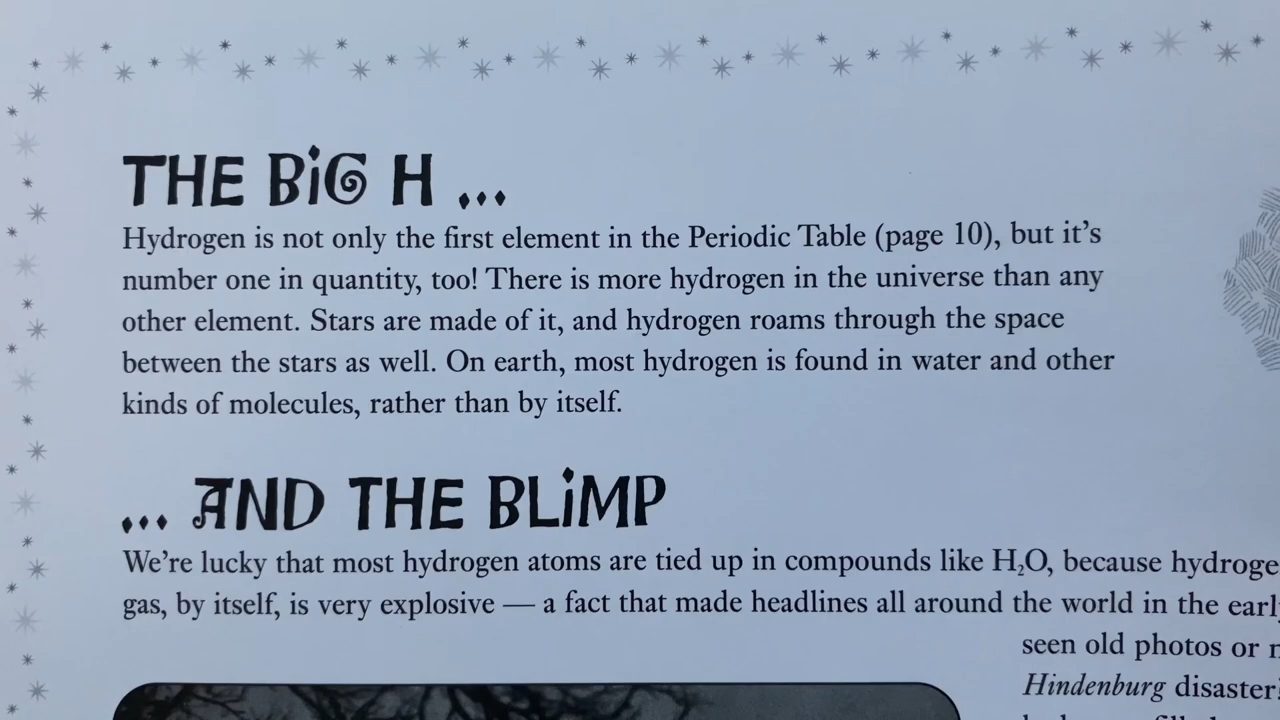 THE BiG H ...
Hydrogen is not only the first element in the Periodic Table (page 10), but it's
number one in quantity, too! There is more hydrogen in the universe than any
other element. Stars are made of it, and hydrogen roams through the space
between the stars as well. On earth, most hydrogen is found in water and other
kinds of molecules, rather than by itself.
... AND THE BLiMP
We're lucky that most hydrogen atoms are tied up in compounds like H₂O, because
gas, by itself, is very explosive — a fact that made headlines all around the world in the
seen old photos or
Hindenburg disaster